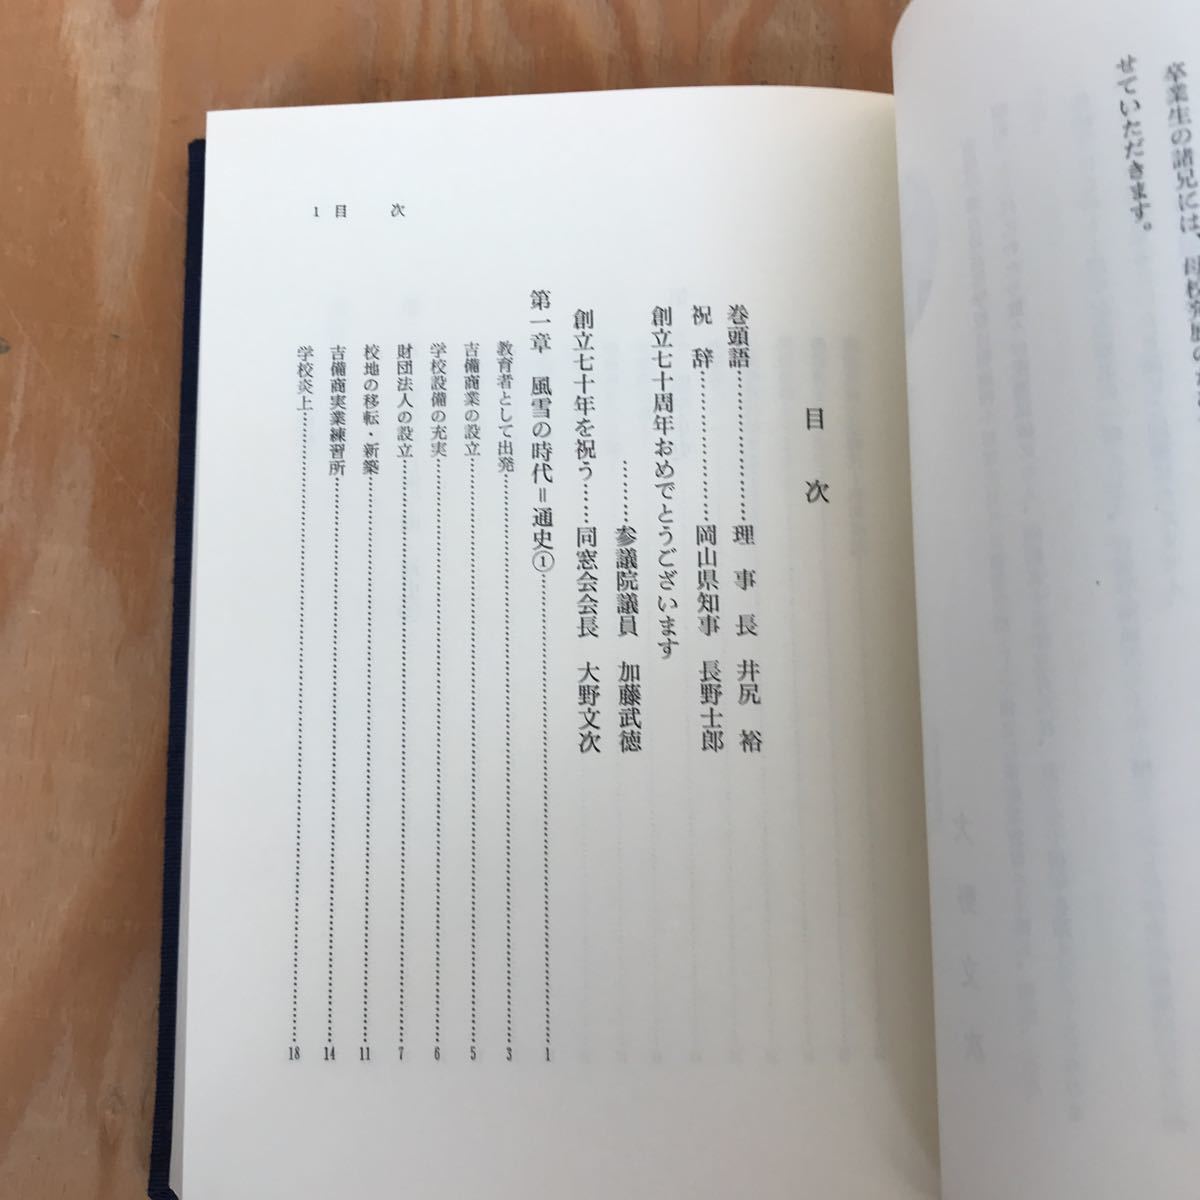 卒業生の諸兄には、母校発展の
せていただきます。
目　次
巻頭語…………………理　事　長　井尻　裕
祝　辞…………………岡山県知事　長野士郎
創立七十周年おめでとうございます
………参議院議員　加藤武徳
創立七十年を祝う……同窓会会長　大野文次
第一章　風雪の時代＝通史①…………………1
教育者として出発…………………3
吉備商業の設立…………………5
学校設備の充実…………………6
財団法人の設立…………………7
校地の移転・新築…………………11
吉備商実業練習所…………………14
学校炎上…………………18
1　目　次